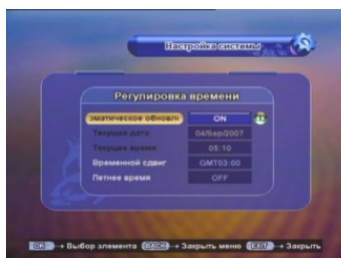 Настройка системы
Регулировка времени
зматическое обновл ON
Текущая дата 04/Sep/2007
Текущее время 05:10
Временной сдвиг GMT03:00
Летнее время OFF
OK → Выбор элемента BACK → Закрыть меню EXIT → Закрыть